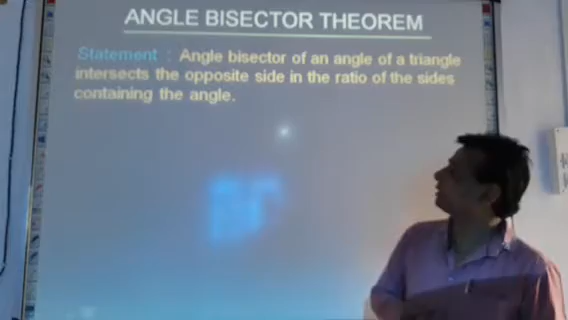 ANGLE BISECTOR THEOREM
Statement : Angle bisector of an angle of a triangle
intersects the opposite side in the ratio of the sides
containing the angle.